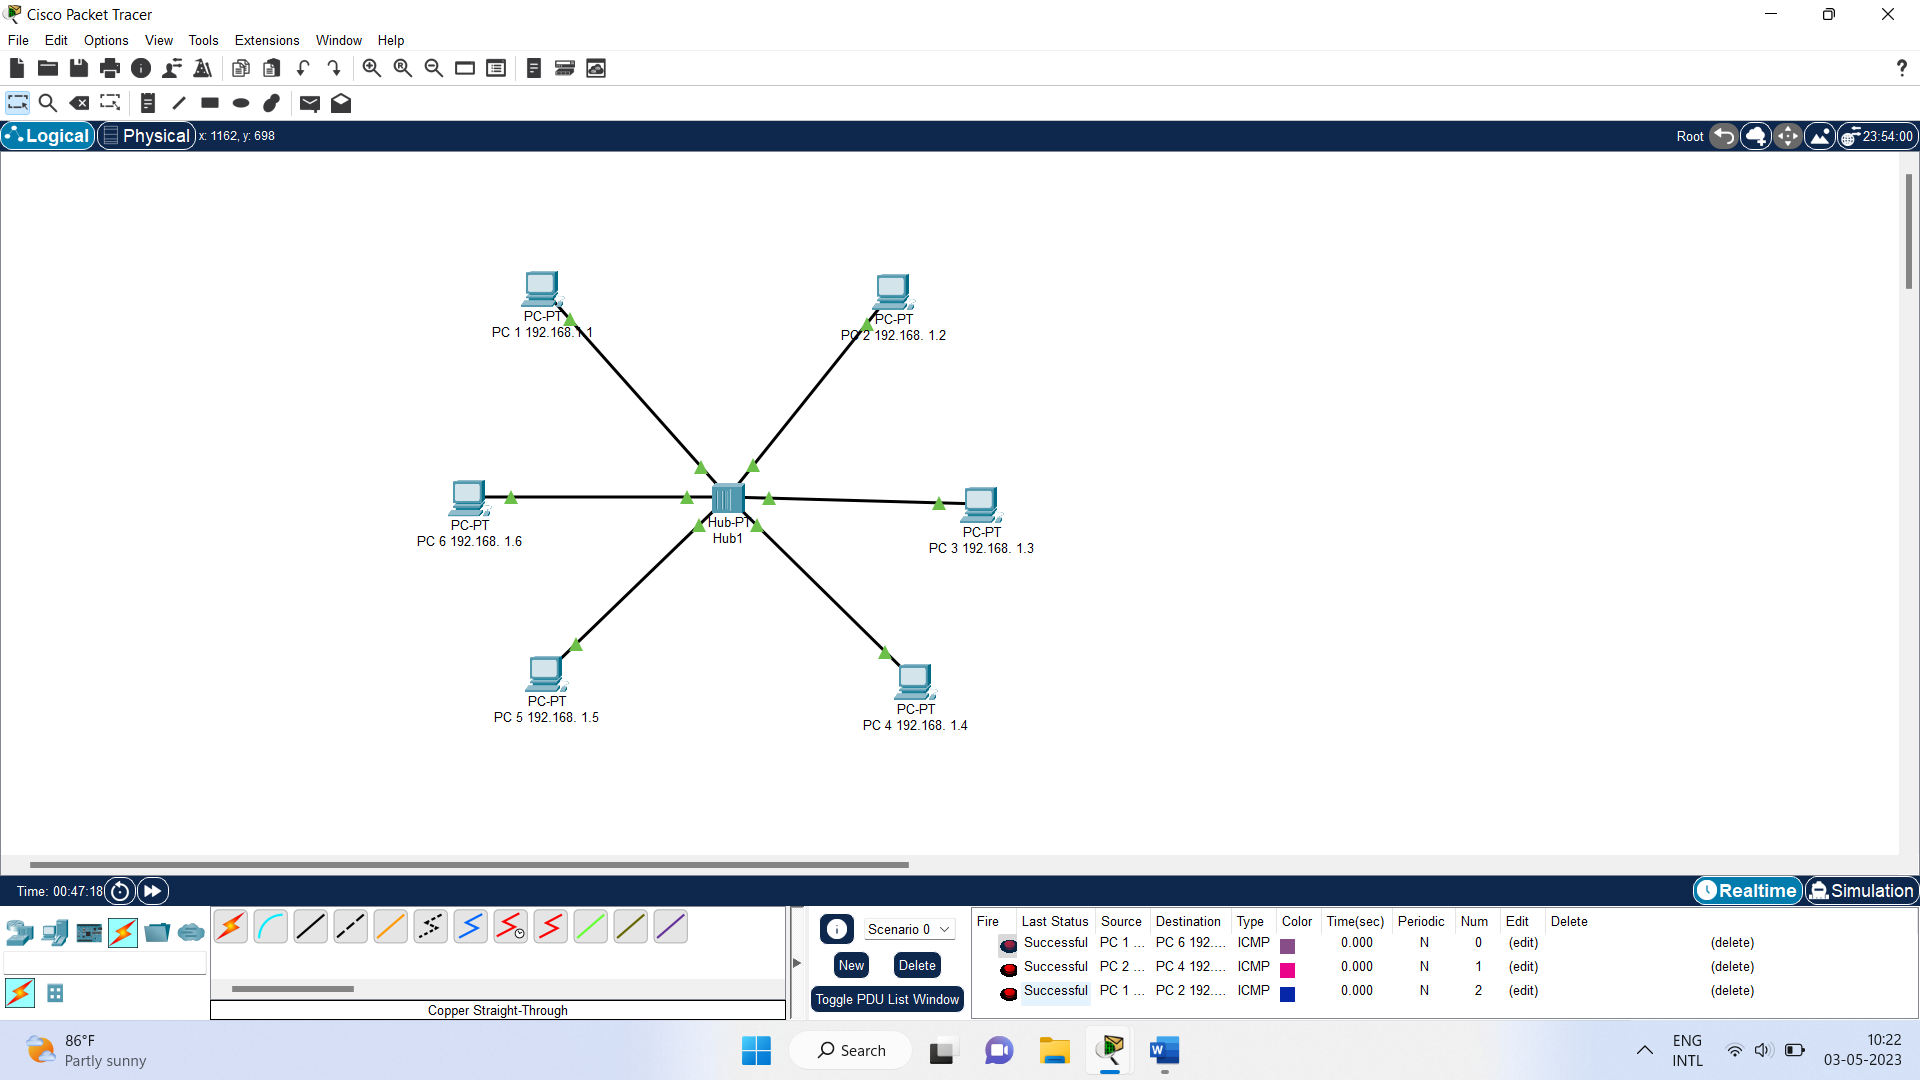 Cisco Packet Tracer
File Edit Options View Tools Extensions Window Help
Logical Physical x: 1162, y: 698 Root 23:54:00
PC-PT
PC 1 192.168.1.1
PC-PT
PC 2 192.168. 1.2
PC-PT
PC 6 192.168. 1.6
Hub-PT
Hub1
PC-PT
PC 3 192.168. 1.3
PC-PT
PC 5 192.168. 1.5
PC-PT
PC 4 192.168. 1.4
Time: 00:47:18 Realtime Simulation
Scenario 0
New Delete
Toggle PDU List Window
Copper Straight-Through
Fire Last Status Source Destination Type Color Time(sec) Periodic Num Edit Delete
Successful PC 1 ... PC 6 192.... ICMP 0.000 N 0 (edit) (delete)
Successful PC 2 ... PC 4 192.... ICMP 0.000 N 1 (edit) (delete)
Successful PC 1 ... PC 2 192.... ICMP 0.000 N 2 (edit) (delete)
86°F
Partly sunny
Search
ENG
INTL
10:22
03-05-2023